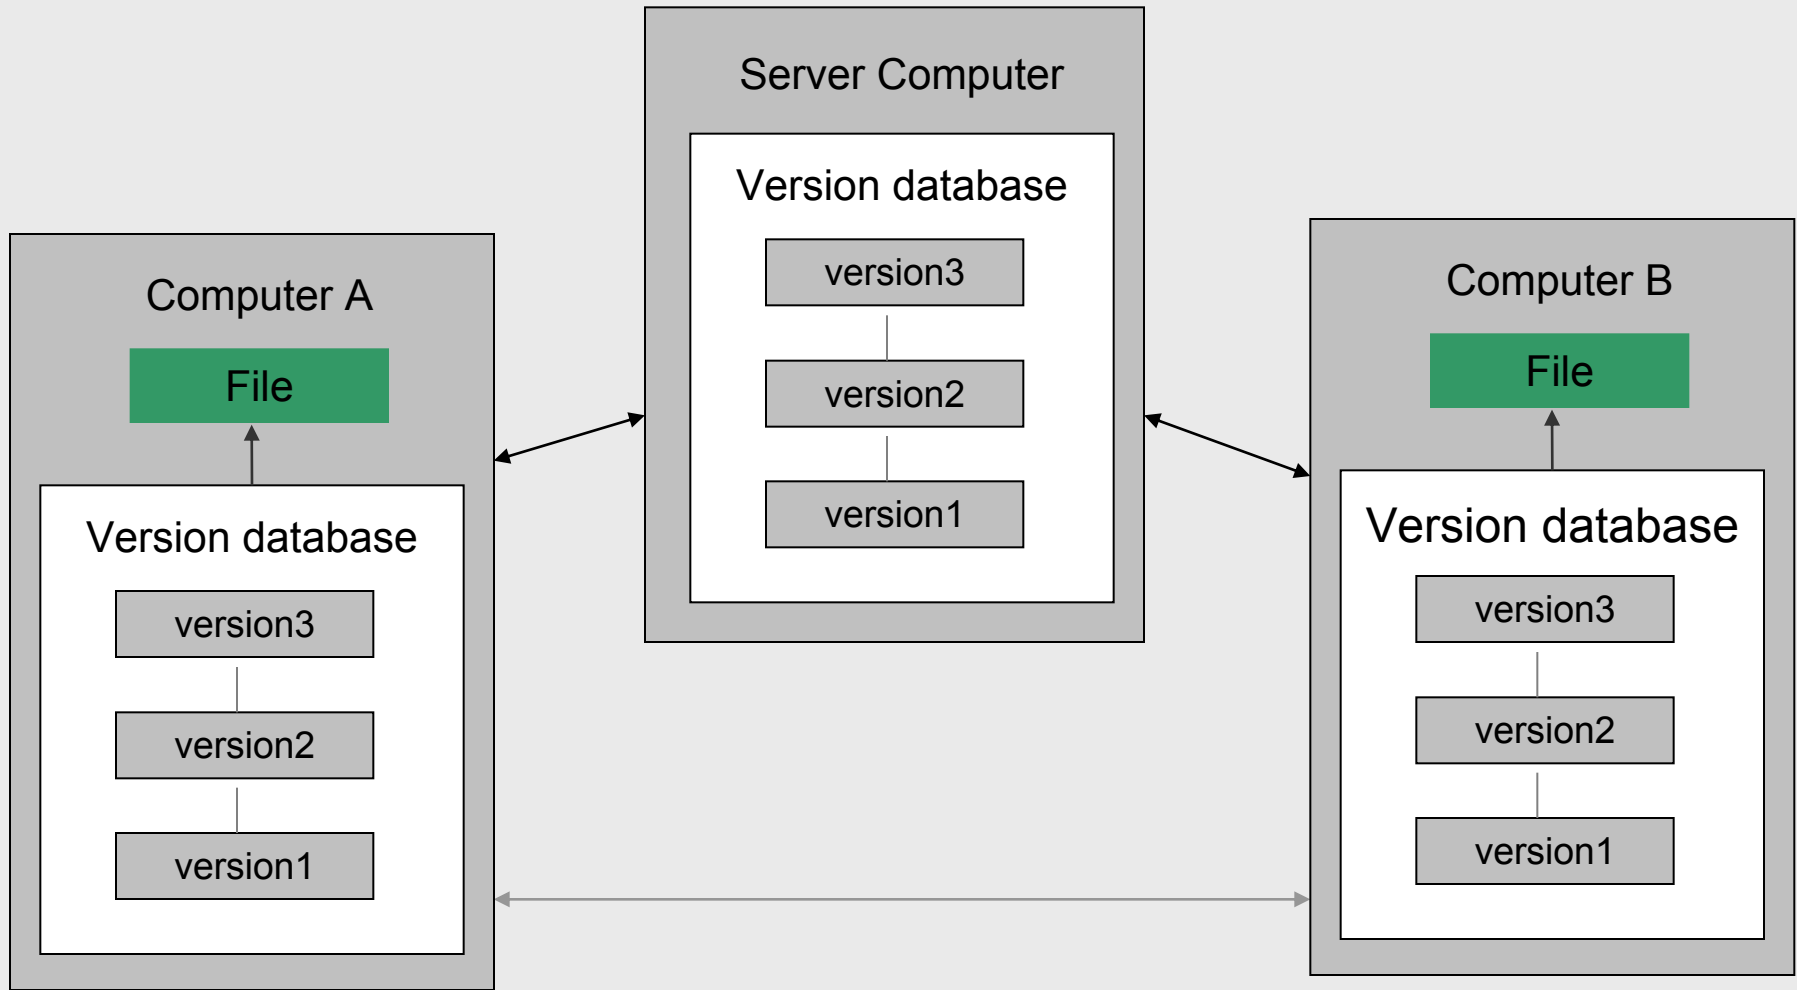 Server Computer
Version database
version3
version2
version1
Computer A
File
Version database
version3
version2
version1
Computer B
File
Version database
version3
version2
version1